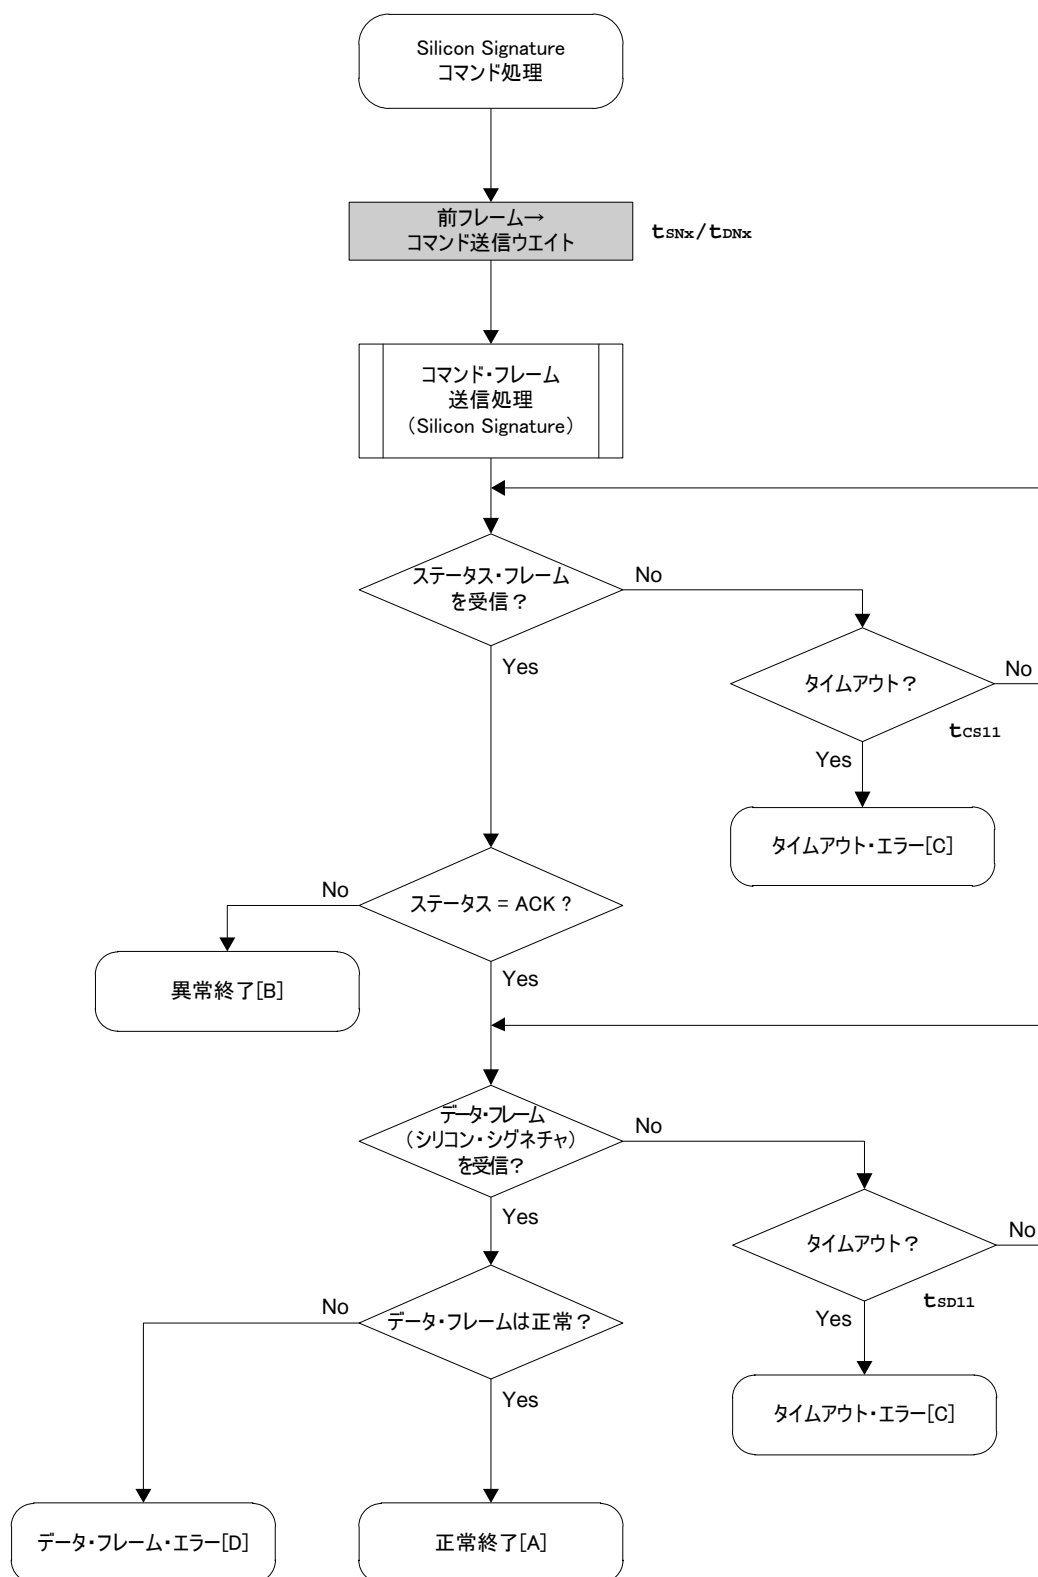 Silicon Signature
コマンド処理
前フレーム→
コマンド送信ウエイト
tSNx/tDNx
コマンド・フレーム
送信処理
（Silicon Signature）
ステータス・フレーム
を受信？
No
Yes
タイムアウト？
No
tCS11
Yes
タイムアウト・エラー[C]
ステータス = ACK？
No
Yes
異常終了[B]
データ・フレーム
（シリコン・シグネチャ）
を受信？
No
Yes
タイムアウト？
No
tSD11
Yes
タイムアウト・エラー[C]
データ・フレームは正常？
No
Yes
データ・フレーム・エラー[D]
正常終了[A]